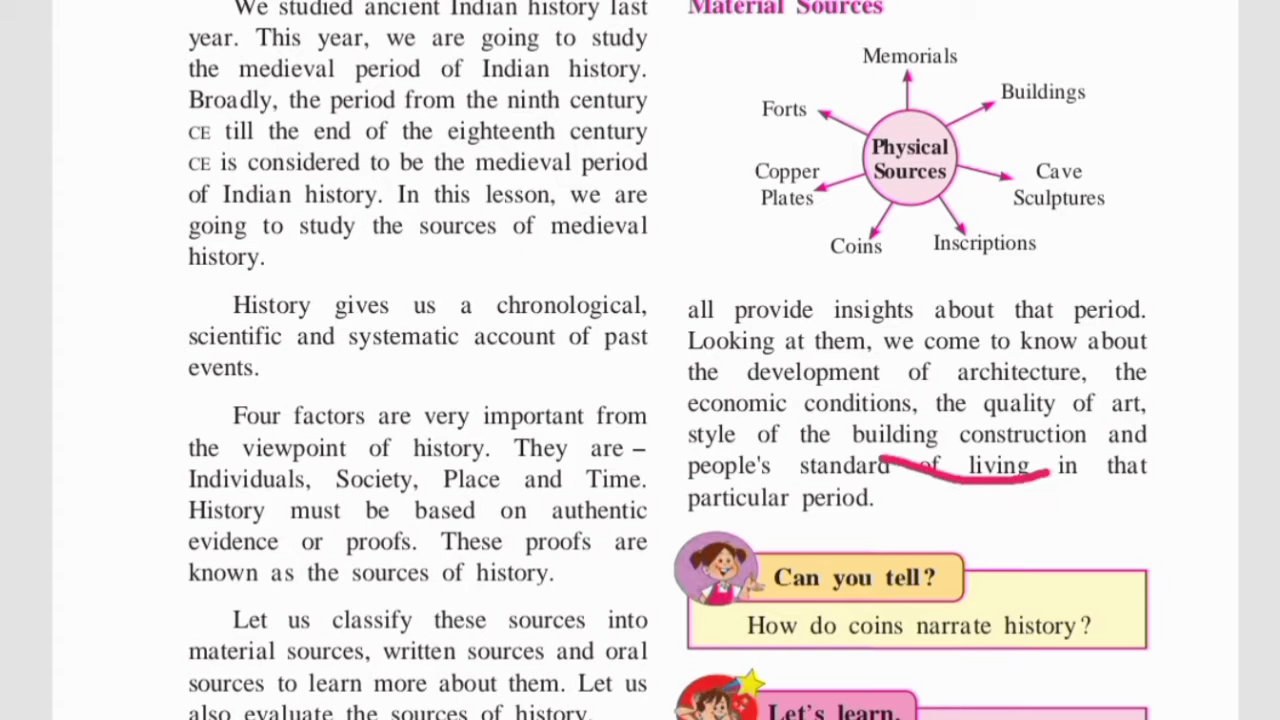 We studied ancient Indian history last
year. This year, we are going to study
the medieval period of Indian history.
Broadly, the period from the ninth century
CE till the end of the eighteenth century
CE is considered to be the medieval period
of Indian history. In this lesson, we are
going to study the sources of medieval
history.
History gives us a chronological,
scientific and systematic account of past
events.
Four factors are very important from
the viewpoint of history. They are –
Individuals, Society, Place and Time.
History must be based on authentic
evidence or proofs. These proofs are
known as the sources of history.
Let us classify these sources into
material sources, written sources and oral
sources to learn more about them. Let us
also evaluate the sources of history.
Material Sources
Memorials
Buildings
Forts
Physical
Sources
Copper
Plates
Cave
Sculptures
Coins
Inscriptions
all provide insights about that period.
Looking at them, we come to know about
the development of architecture, the
economic conditions, the quality of art,
style of the building construction and
people's standard of living in that
particular period.
Can you tell?
How do coins narrate history?
Let's learn.